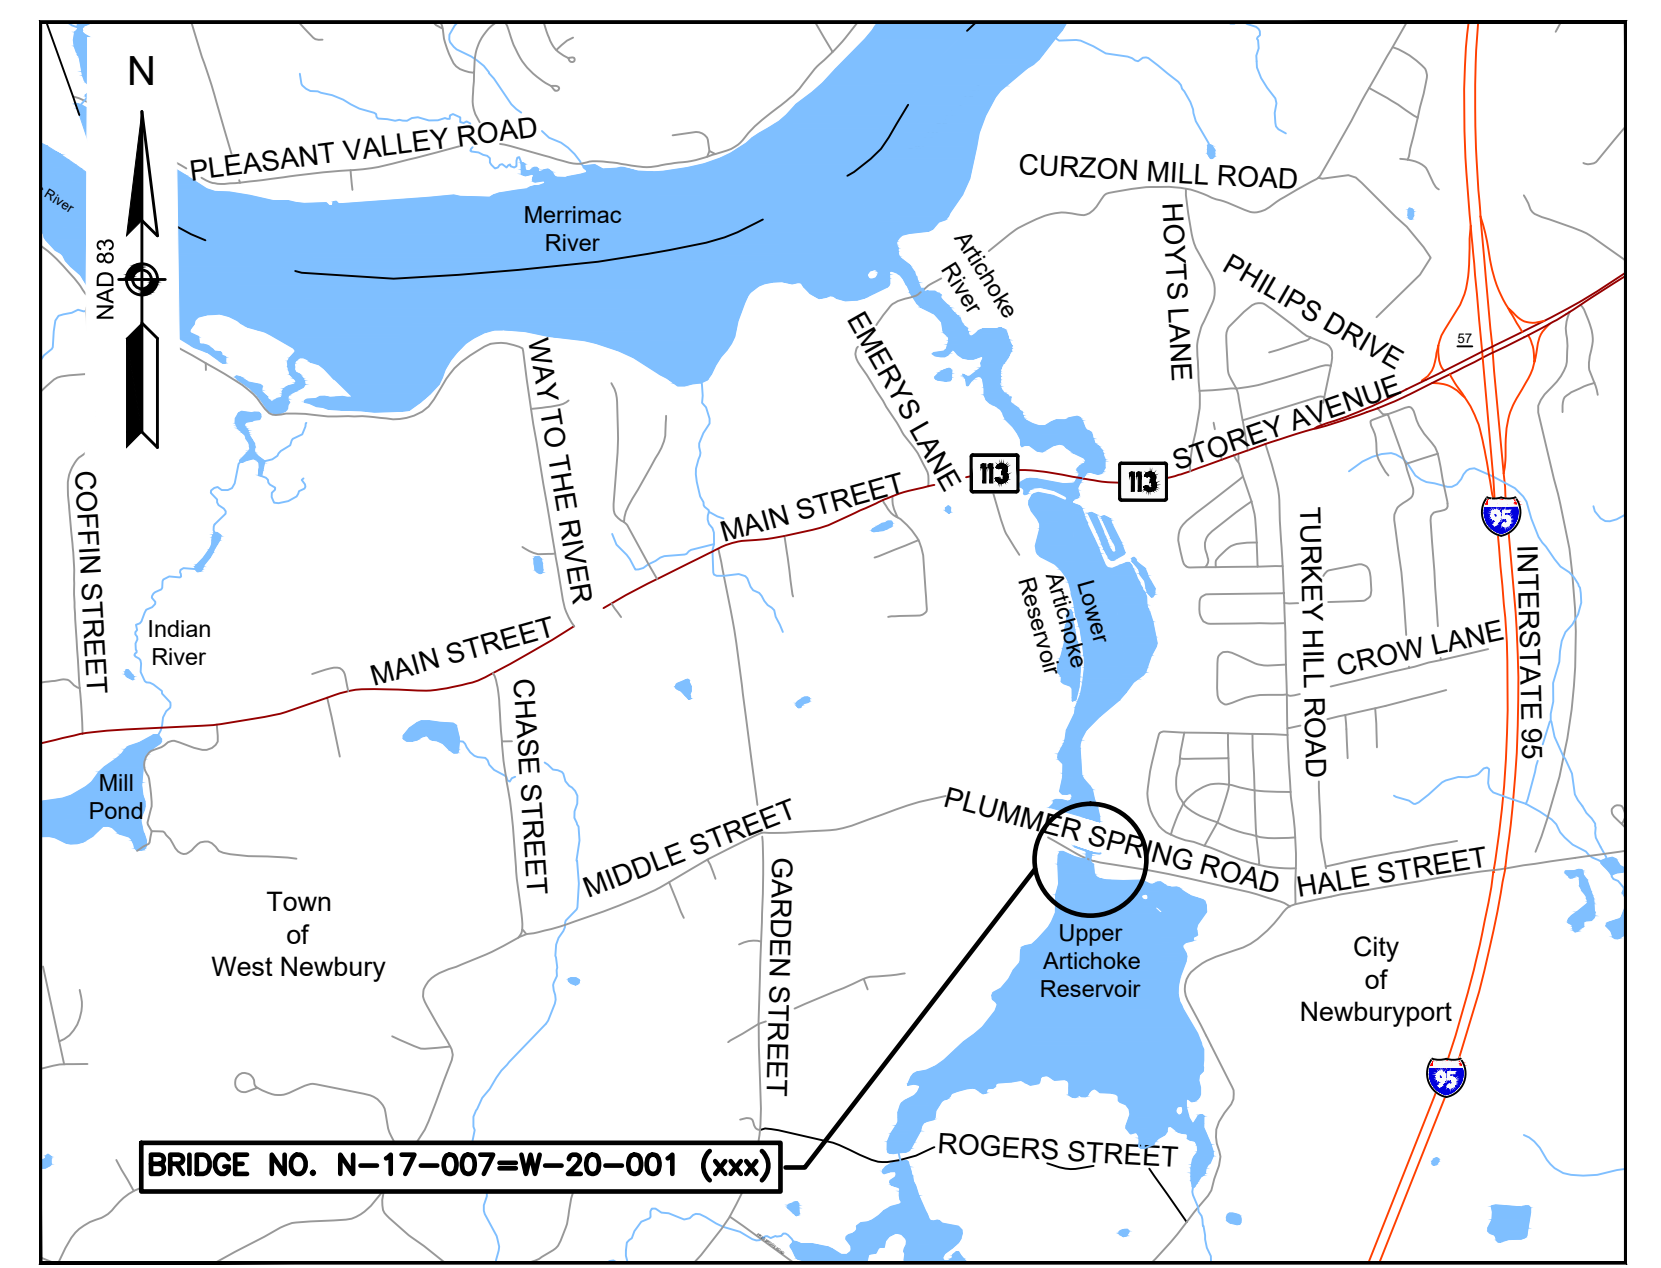 N
NAD 83
River
PLEASANT VALLEY ROAD
Merrimac
River
CURZON MILL ROAD
Artichoke
River
HOYTS LANE
PHILIPS DRIVE
57
EMERYS LANE
WAY TO THE RIVER
STOREY AVENUE
113
113
MAIN STREET
95
COFFIN STREET
Indian
River
MAIN STREET
Lower
Artichoke
Reservoir
TURKEY HILL ROAD
INTERSTATE 95
CROW LANE
CHASE STREET
Mill
Pond
MIDDLE STREET
PLUMMER SPRING ROAD
HALE STREET
GARDEN STREET
Town
of
West Newbury
Upper
Artichoke
Reservoir
City
of
Newburyport
95
ROGERS STREET
BRIDGE NO. N-17-007=W-20-001 (xxx)